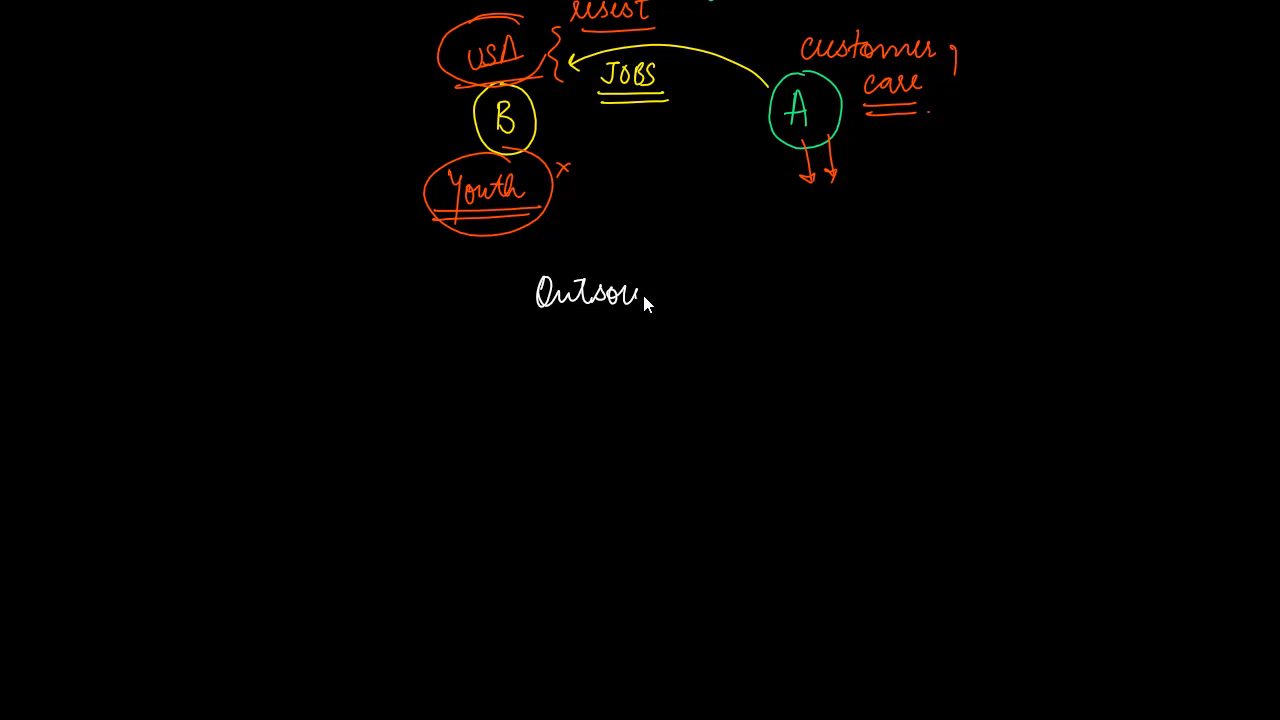 resist
USA
JOBS
customer,
care.
B
A
Youth x
Outsou